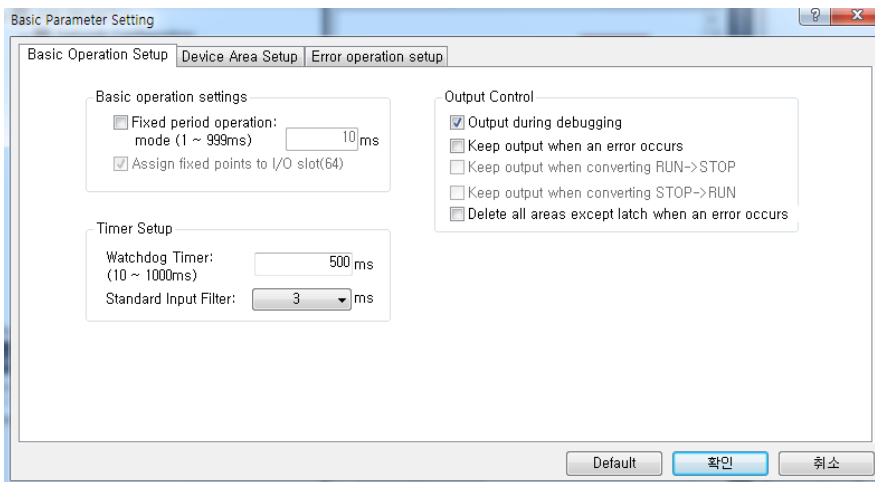 Basic Parameter Setting
Basic Operation Setup
Device Area Setup
Error operation setup
Basic operation settings
Fixed period operation:
mode (1 ~ 999ms)
10 ms
Assign fixed points to I/O slot(64)
Timer Setup
Watchdog Timer:
(10 ~ 1000ms)
500 ms
Standard Input Filter:
3
ms
Output Control
Output during debugging
Keep output when an error occurs
Keep output when converting RUN->STOP
Keep output when converting STOP->RUN
Delete all areas except latch when an error occurs
Default
확인
취소